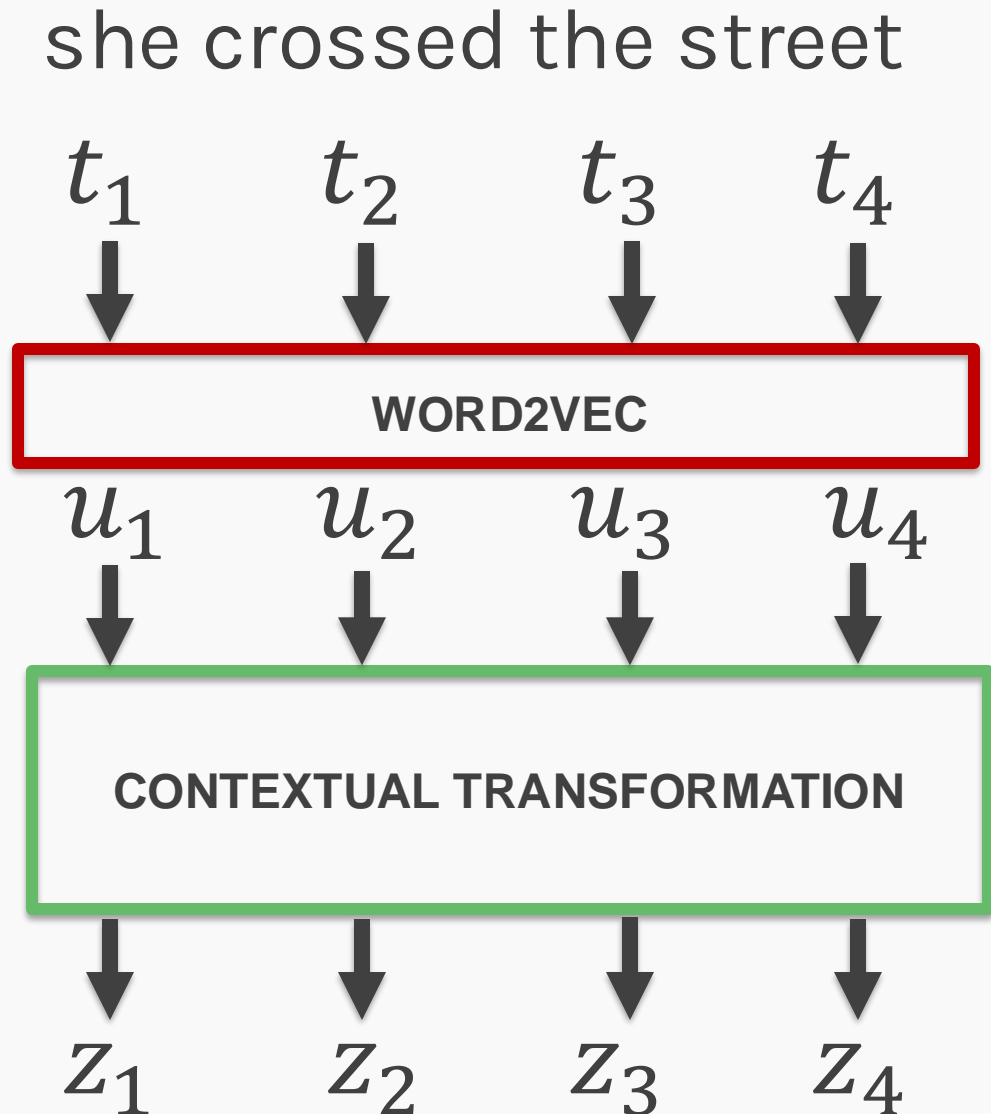 she crossed the street
t₁ t₂ t₃ t₄
WORD2VEC
u₁ u₂ u₃ u₄
CONTEXTUAL TRANSFORMATION
z₁ z₂ z₃ z₄